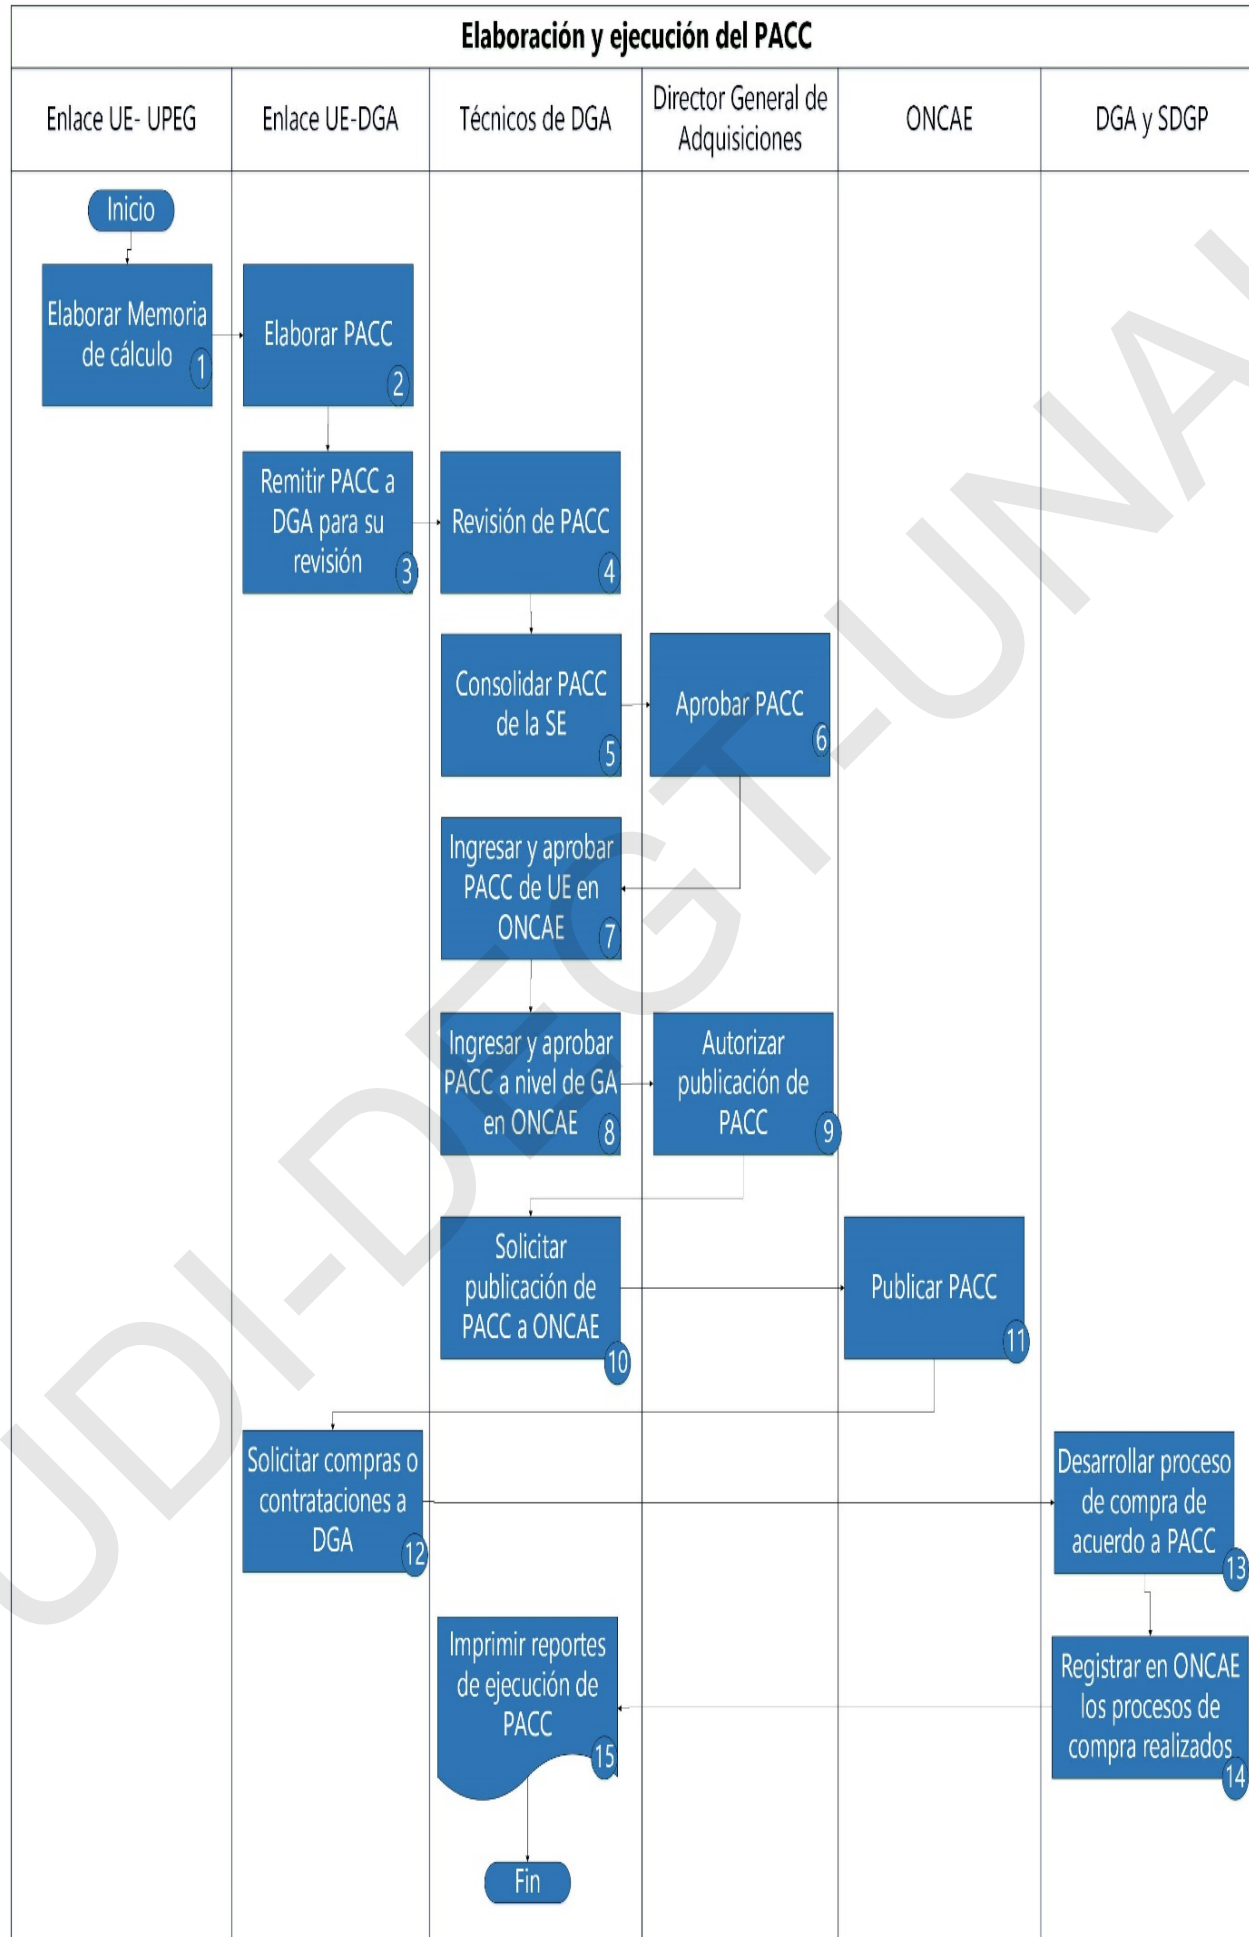 Elaboración y ejecución del PACC
Enlace UE- UPEG
Enlace UE-DGA
Técnicos de DGA
Director General de
Adquisiciones
ONCAE
DGA y SDGP
Inicio
Elaborar Memoria
de cálculo
1
Elaborar PACC
2
Remitir PACC a
DGA para su
revisión
3
Revisión de PACC
4
Consolidar PACC
de la SE
5
Aprobar PACC
6
Ingresar y aprobar
PACC de UE en
ONCAE
7
Ingresar y aprobar
PACC a nivel de GA
en ONCAE
8
Autorizar
publicación de
PACC
9
Solicitar
publicación de
PACC a ONCAE
10
Publicar PACC
11
Solicitar compras o
contrataciones a
DGA
12
Desarrollar proceso
de compra de
acuerdo a PACC
13
Registrar en ONCAE
los procesos de
compra realizados
14
Imprimir reportes
de ejecución de
PACC
15
Fin
UDI-DEGT-UNA